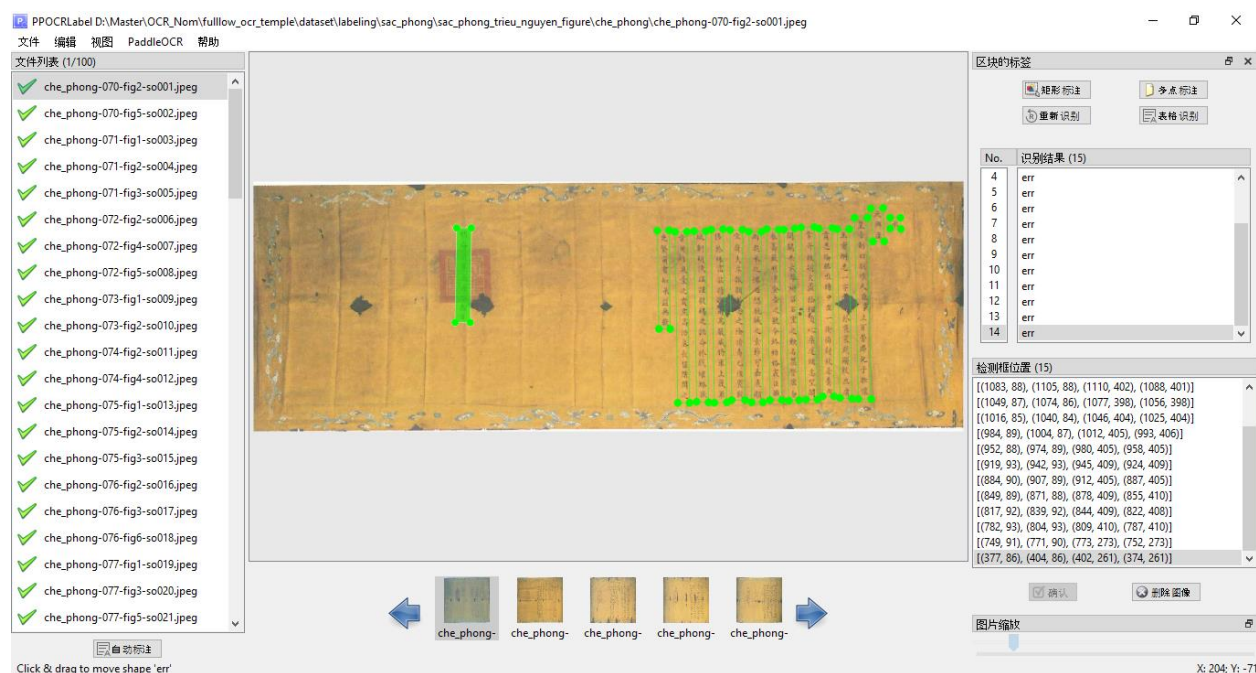 PPOCRLabel D:\Master\OCR_Nom\fulllow_ocr_temple\dataset\labeling\sac_phong\sac_phong_trieu_nguyen_figure\che_phong\che_phong-070-fig2-so001.jpeg
文件 编辑 视图 PaddleOCR 帮助
文件列表 (1/100)
che_phong-070-fig2-so001.jpeg
che_phong-070-fig5-so002.jpeg
che_phong-071-fig1-so003.jpeg
che_phong-071-fig2-so004.jpeg
che_phong-071-fig3-so005.jpeg
che_phong-072-fig2-so006.jpeg
che_phong-072-fig4-so007.jpeg
che_phong-072-fig5-so008.jpeg
che_phong-073-fig1-so009.jpeg
che_phong-073-fig2-so010.jpeg
che_phong-074-fig2-so011.jpeg
che_phong-074-fig4-so012.jpeg
che_phong-075-fig1-so013.jpeg
che_phong-075-fig2-so014.jpeg
che_phong-075-fig3-so015.jpeg
che_phong-076-fig2-so016.jpeg
che_phong-076-fig3-so017.jpeg
che_phong-076-fig6-so018.jpeg
che_phong-077-fig1-so019.jpeg
che_phong-077-fig3-so020.jpeg
che_phong-077-fig5-so021.jpeg
自动标注
Click & drag to move shape 'err'
che_phong- che_phong- che_phong- che_phong- che_phong-
区块的标签
矩形标注 多点标注
重新识别 表格识别
No. 识别结果 (15)
4 err
5 err
6 err
7 err
8 err
9 err
10 err
11 err
12 err
13 err
14 err
检测框位置 (15)
[(1083, 88), (1105, 88), (1110, 402), (1088, 401)]
[(1049, 87), (1074, 86), (1077, 398), (1056, 398)]
[(1016, 85), (1040, 84), (1046, 404), (1025, 404)]
[(984, 89), (1004, 87), (1012, 405), (993, 406)]
[(952, 88), (974, 89), (980, 405), (958, 405)]
[(919, 93), (942, 93), (945, 409), (924, 409)]
[(884, 90), (907, 89), (912, 405), (887, 405)]
[(849, 89), (871, 88), (878, 409), (855, 410)]
[(817, 92), (839, 92), (844, 409), (822, 408)]
[(782, 93), (804, 93), (809, 410), (787, 410)]
[(749, 91), (771, 90), (773, 273), (752, 273)]
[(377, 86), (404, 86), (402, 261), (374, 261)]
确认 删除图像
图片缩放
X: 204; Y: -71